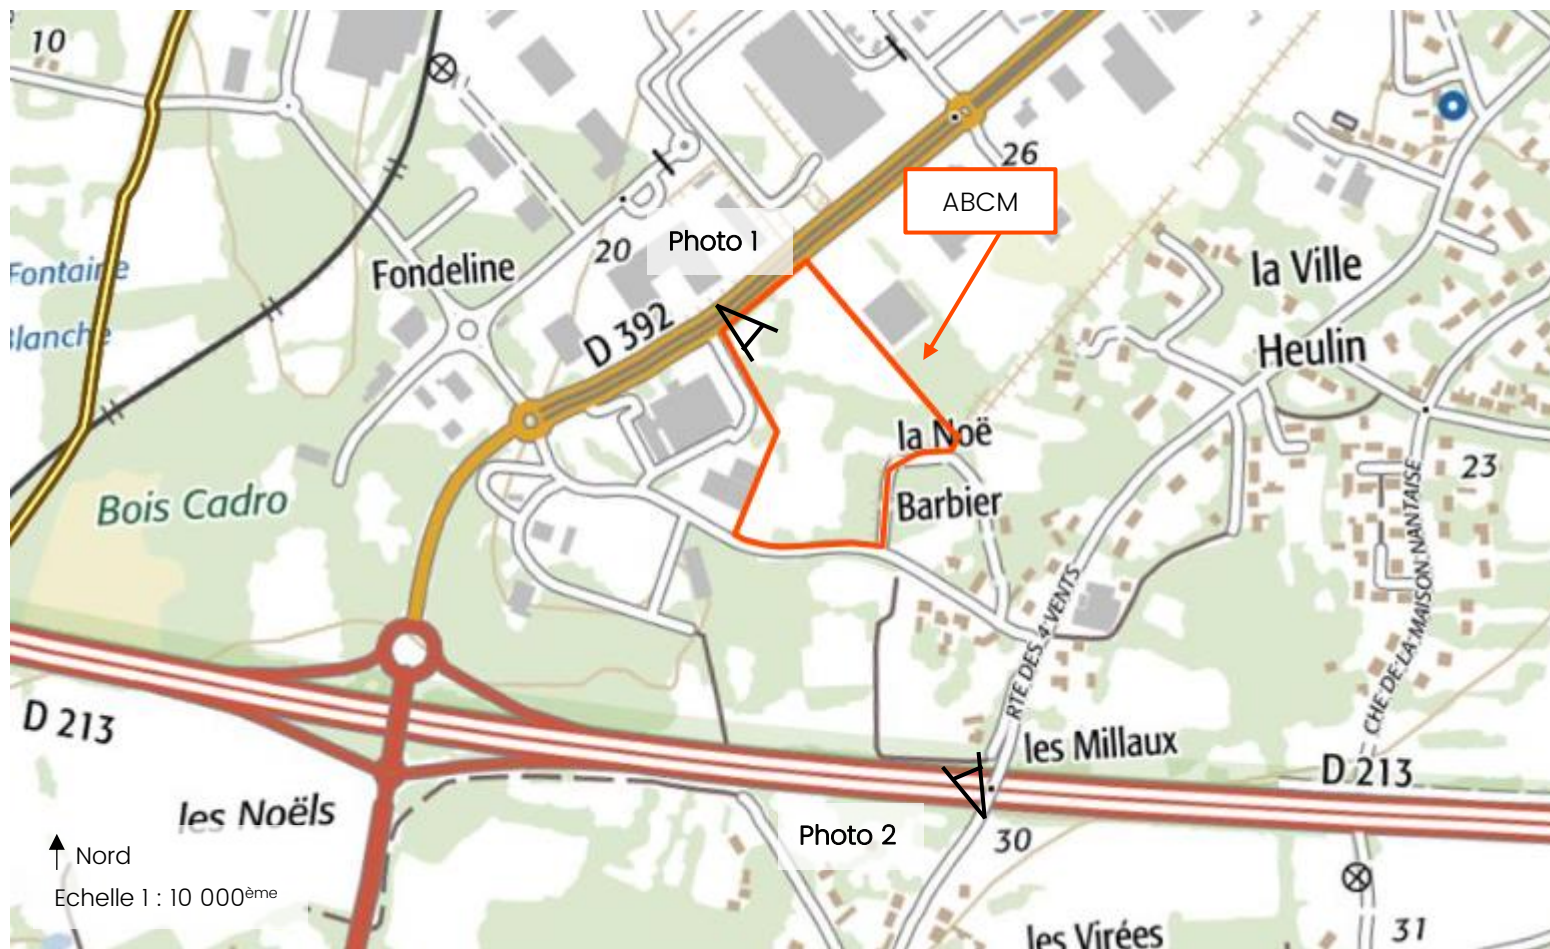 10
26
ABCM
Photo 1
20
Fontaine
Blanche
Fondeline
la Ville
Heulin
D 392
la Noë
Barbier
23
Bois Cadro
RTE DES 4 VENTS
CHE DE LA MAISON NANTAISE
D 213
les Millaux
D 213
les Noëls
Photo 2
30
Nord
Echelle 1 : 10 000ème
31
les Virées